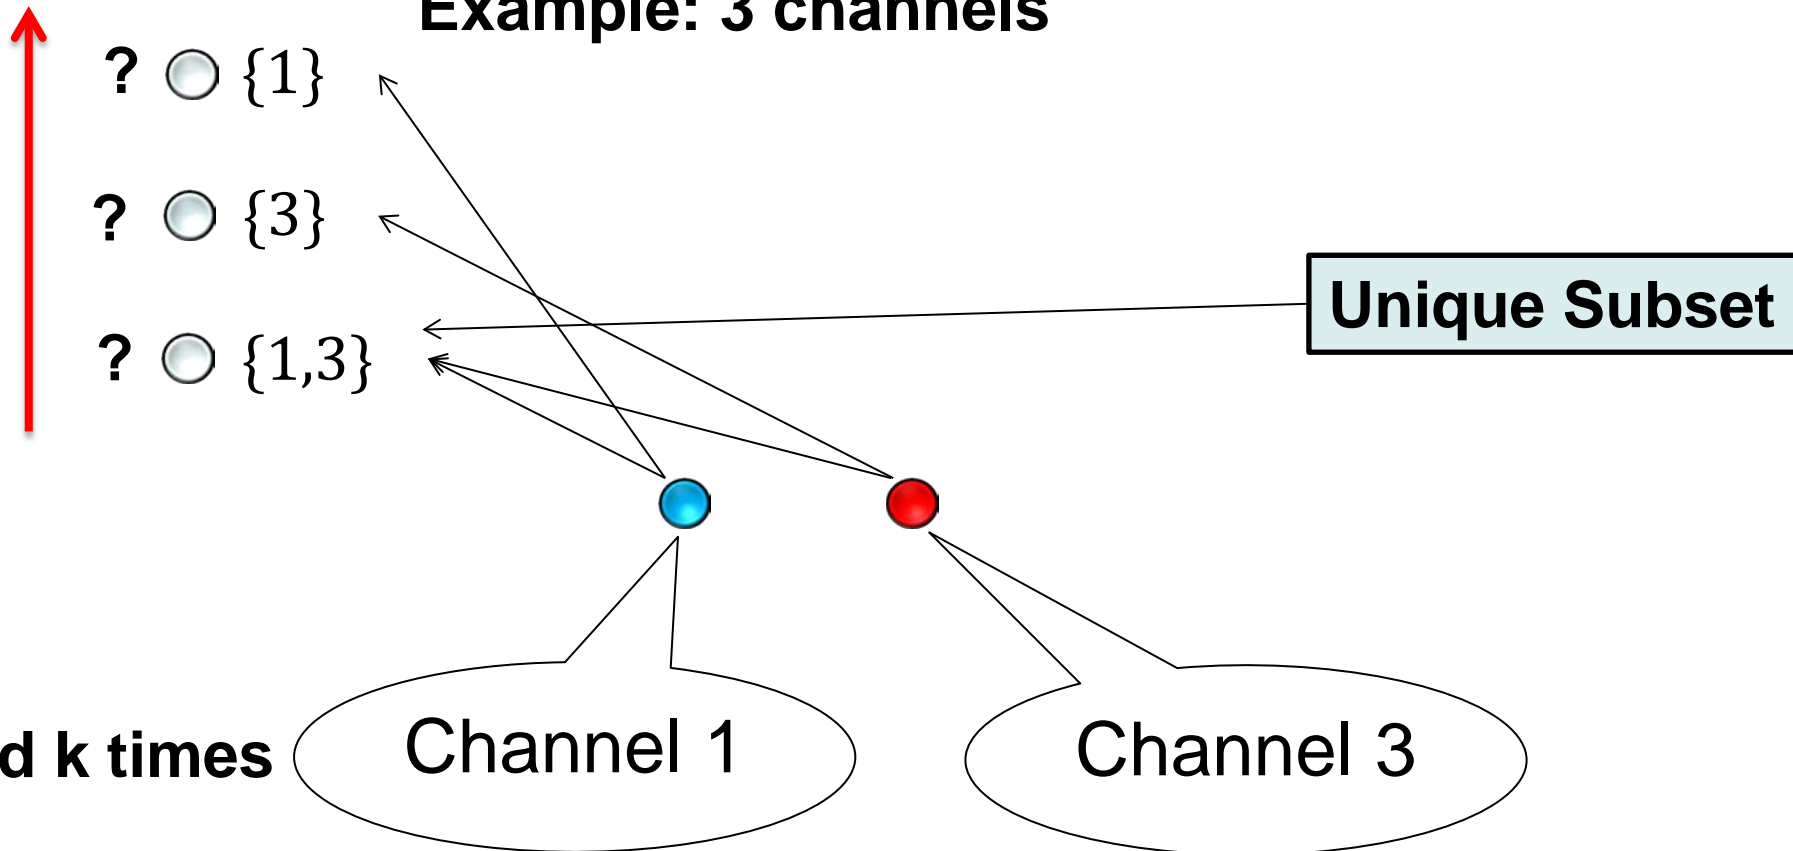 Example: 3 channels
? {1}
? {3}
Unique Subset
? {1,3}
d k times
Channel 1
Channel 3